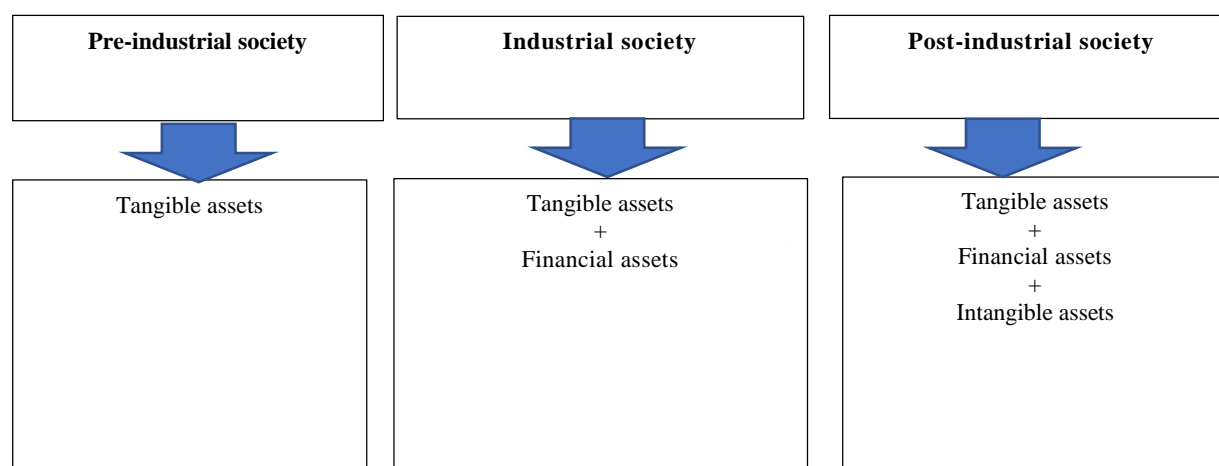 Pre-industrial society
Tangible assets
Industrial society
Tangible assets
+
Financial assets
Post-industrial society
Tangible assets
+
Financial assets
+
Intangible assets